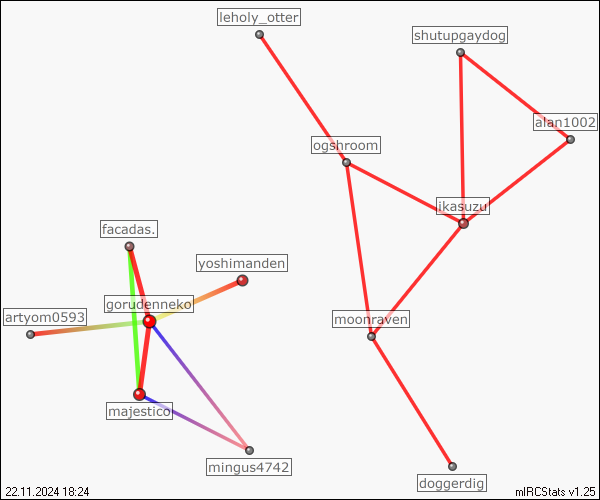 leholy_otter
shutupgaydog
alan1002
ogshroom
ikasuzu
facadas.
yoshimanden
gorudenneko
artyom0593
moonraven
majestico
mingus4742
doggerdig
22.11.2024 18:24
mIRCStats v1.25